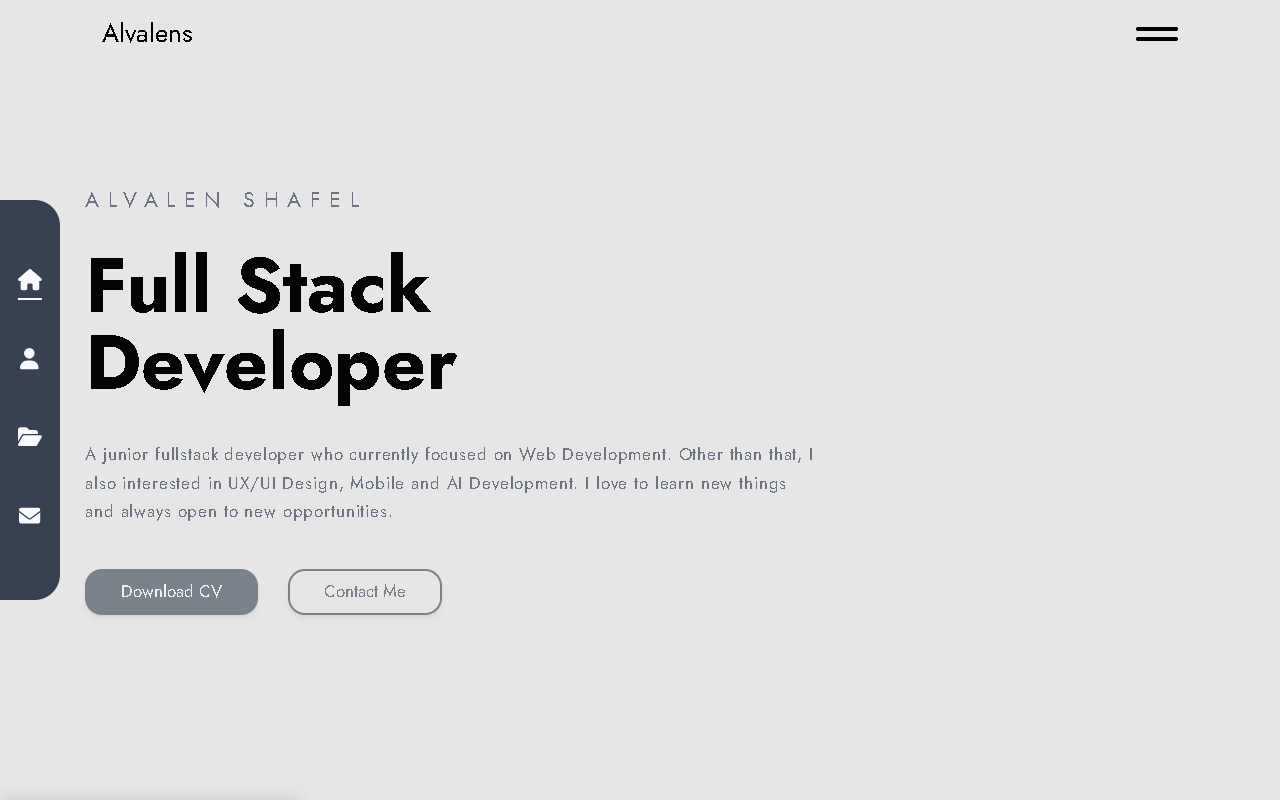 Alvalens
ALVALEN SHAFEL
Full Stack
Developer
A junior fullstack developer who currently focused on Web Development. Other than that, I
also interested in UX/UI Design, Mobile and AI Development. I love to learn new things
and always open to new opportunities.
Download CV
Contact Me